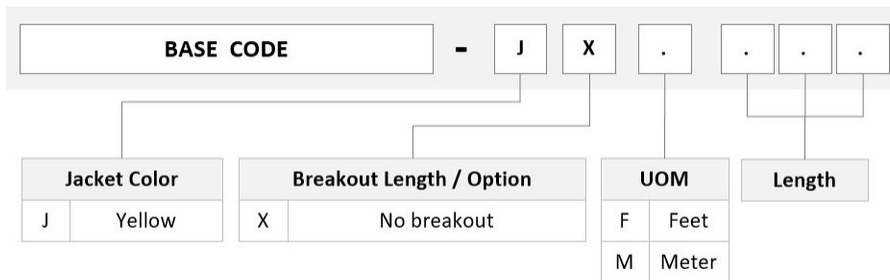 BASE CODE - J X . . . .
Jacket Color
J Yellow
Breakout Length / Option
X No breakout
UOM
F Feet
M Meter
Length